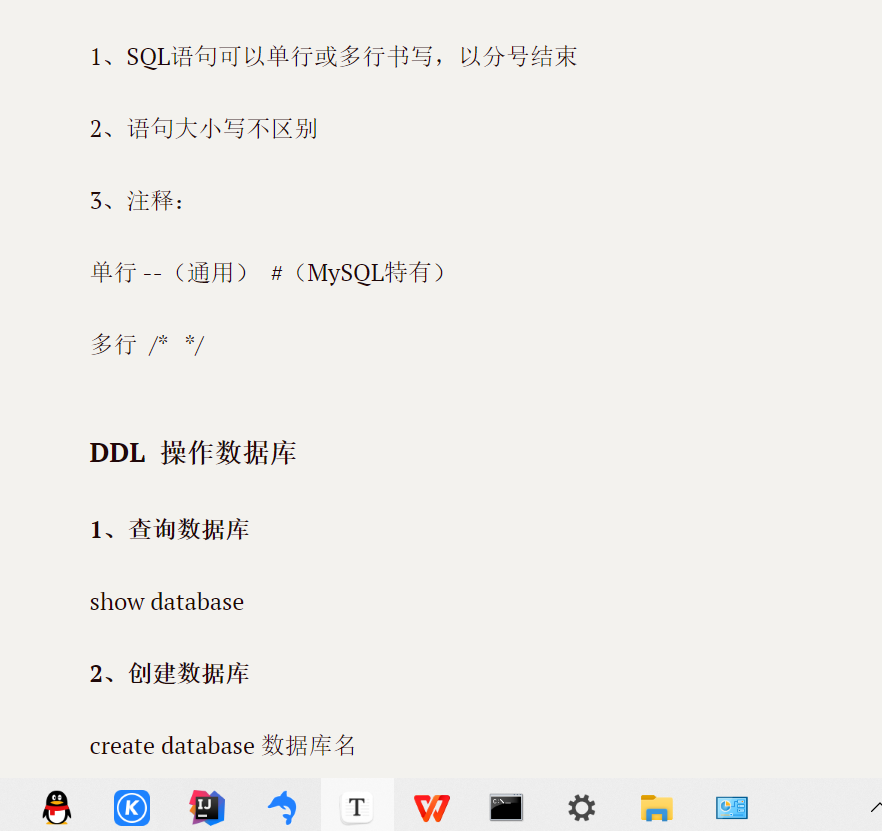 1、SQL语句可以单行或多行书写，以分号结束
2、语句大小写不区别
3、注释：
单行 --（通用） #（MySQL特有）
多行 /* */
DDL 操作数据库
1、查询数据库
show database
2、创建数据库
create database 数据库名
K
IJ
T
W
C:\